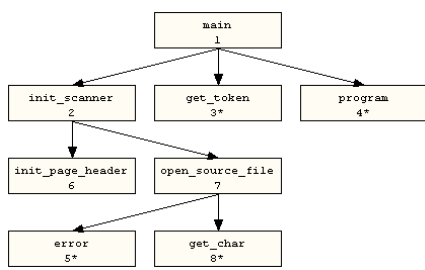 main
1
init_scanner
2
get_token
3*
program
4*
init_page_header
6
open_source_file
7
error
5*
get_char
8*